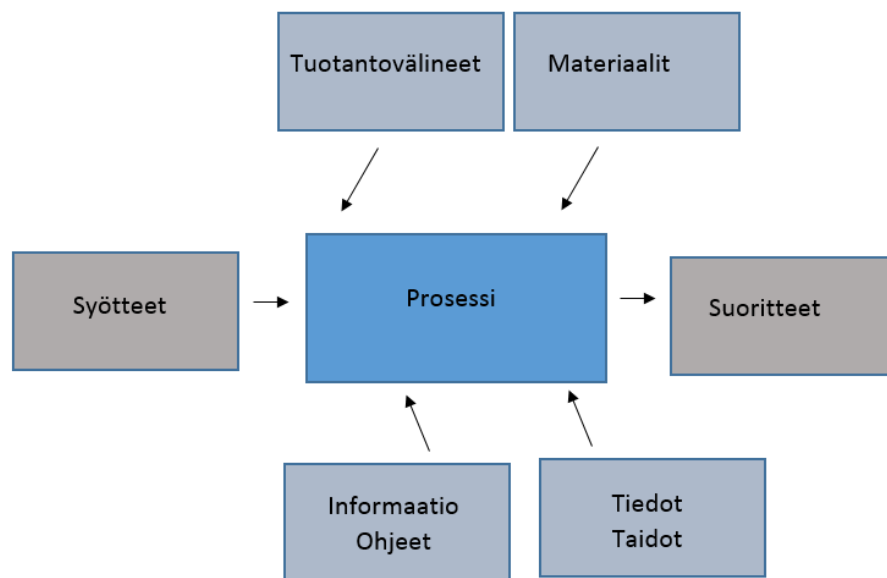 Tuotantovälineet
Materiaalit
Syötteet
Prosessi
Suoritteet
Informaatio
Ohjeet
Tiedot
Taidot